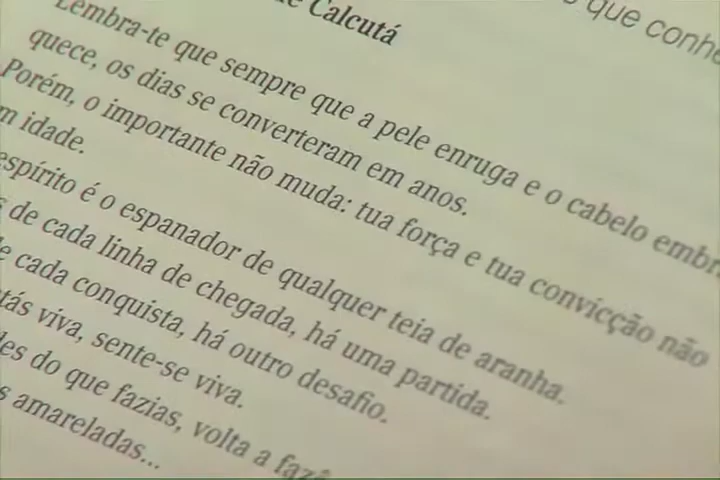 de Calcutá
que conhe
Lembra-te que sempre que a pele enruga e o cabelo embr
quece, os dias se converteram em anos.
Porém, o importante não muda: tua força e tua convicção não
m idade.
espírito é o espanador de qualquer teia de aranha.
s de cada linha de chegada, há uma partida.
e cada conquista, há outro desafio.
tás viva, sente-se viva.
des do que fazias, volta a fazê
s amareladas...